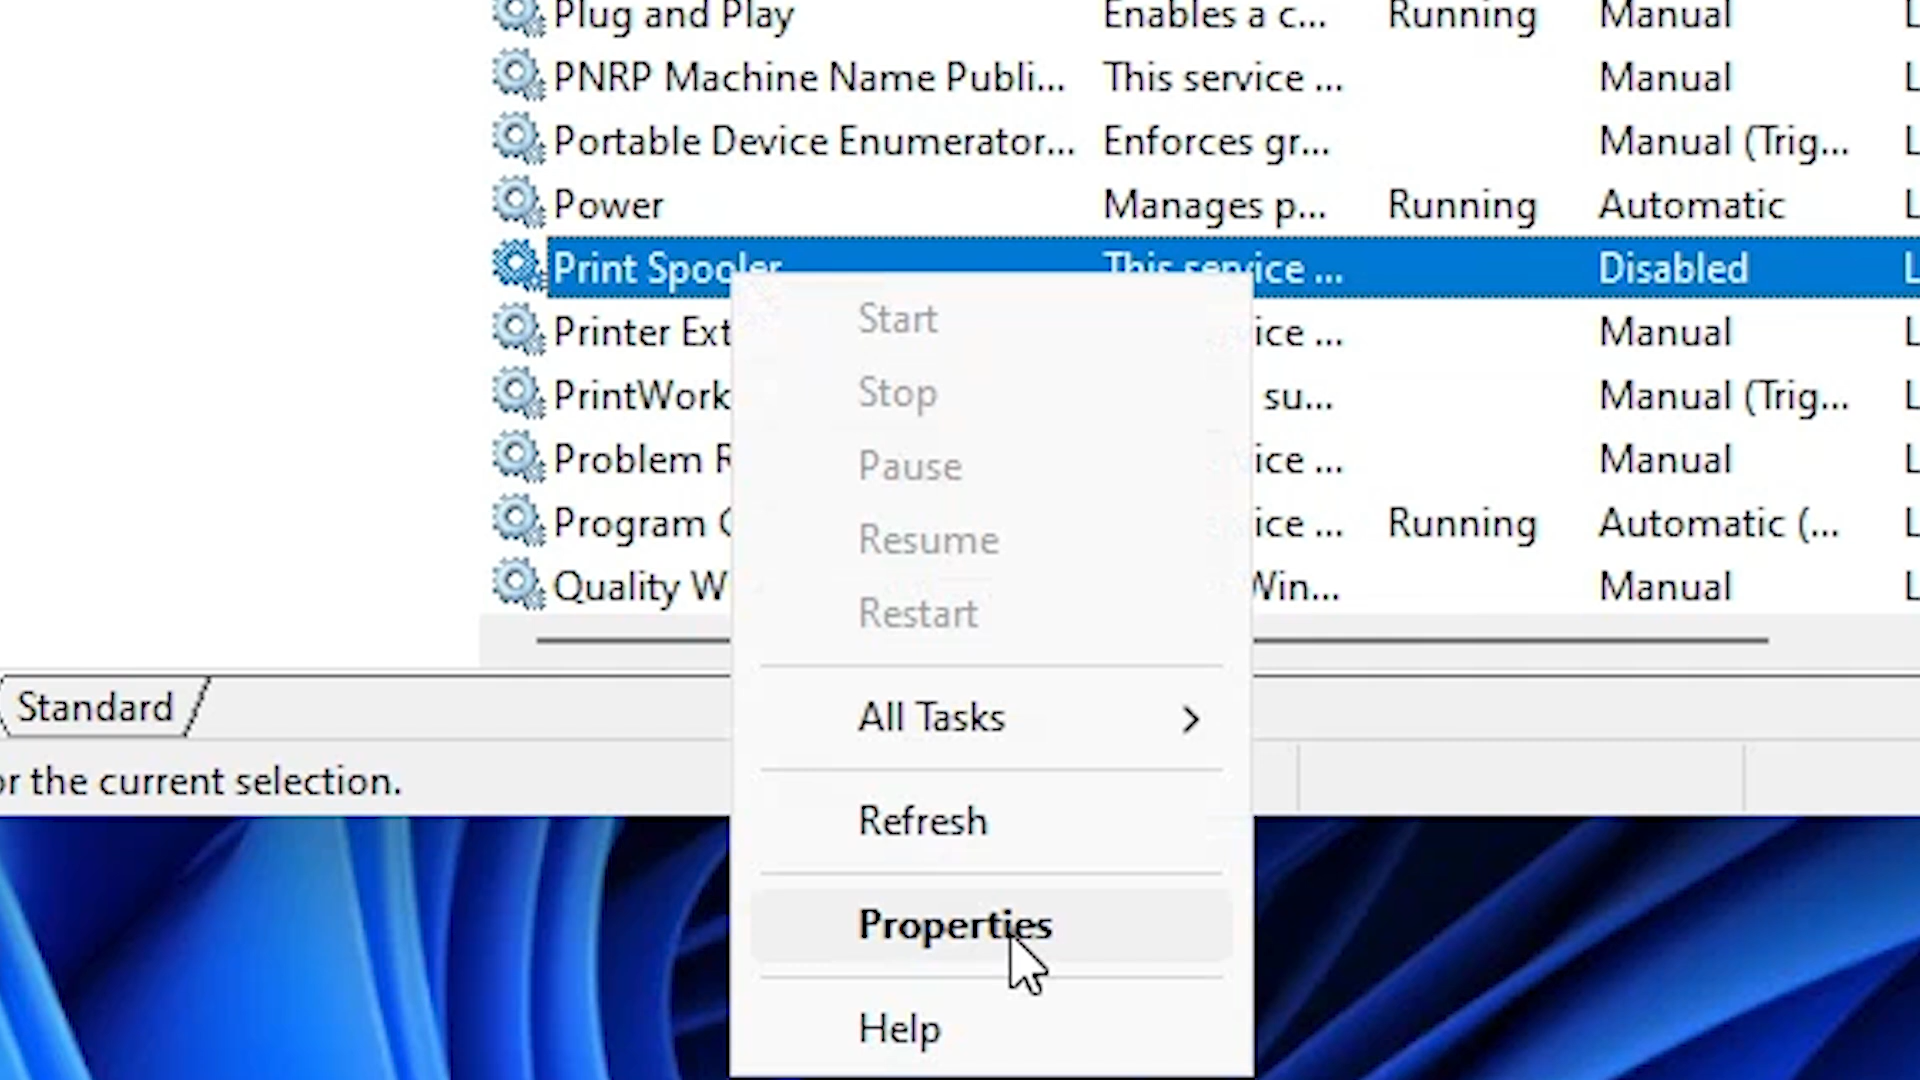 Plug and Play Enables a c... Running Manual L
PNRP Machine Name Publi... This service ... Manual L
Portable Device Enumerator... Enforces gr... Manual (Trig... L
Power Manages p... Running Automatic L
Print Spooler This service ... Disabled L
Printer Ext ice ... Manual L
PrintWork su... Manual (Trig... L
Problem R ice ... Manual L
Program C ice ... Running Automatic (... L
Quality W Win... Manual L
Start
Stop
Pause
Resume
Restart
All Tasks
Refresh
Properties
Help
Standard
or the current selection.